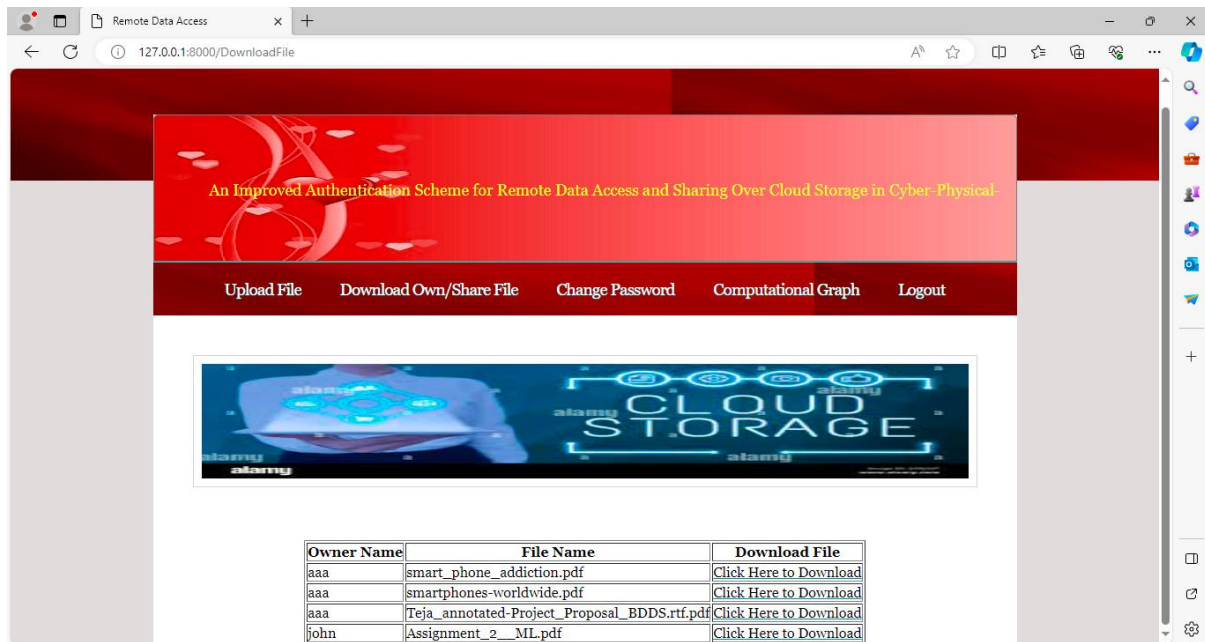 Remote Data Access
127.0.0.1:8000/DownloadFile
An Improved Authentication Scheme for Remote Data Access and Sharing Over Cloud Storage in Cyber-Physical-
Upload File Download Own/Share File Change Password Computational Graph Logout
alamy
alamy
alamy
CLOUD
STORAGE
alamy
alamy
alamy
Owner Name File Name Download File
aaa smart_phone_addiction.pdf Click Here to Download
aaa smartphones-worldwide.pdf Click Here to Download
aaa Teja_annotated-Project_Proposal_BDDS.rtf.pdf Click Here to Download
john Assignment_2__ML.pdf Click Here to Download